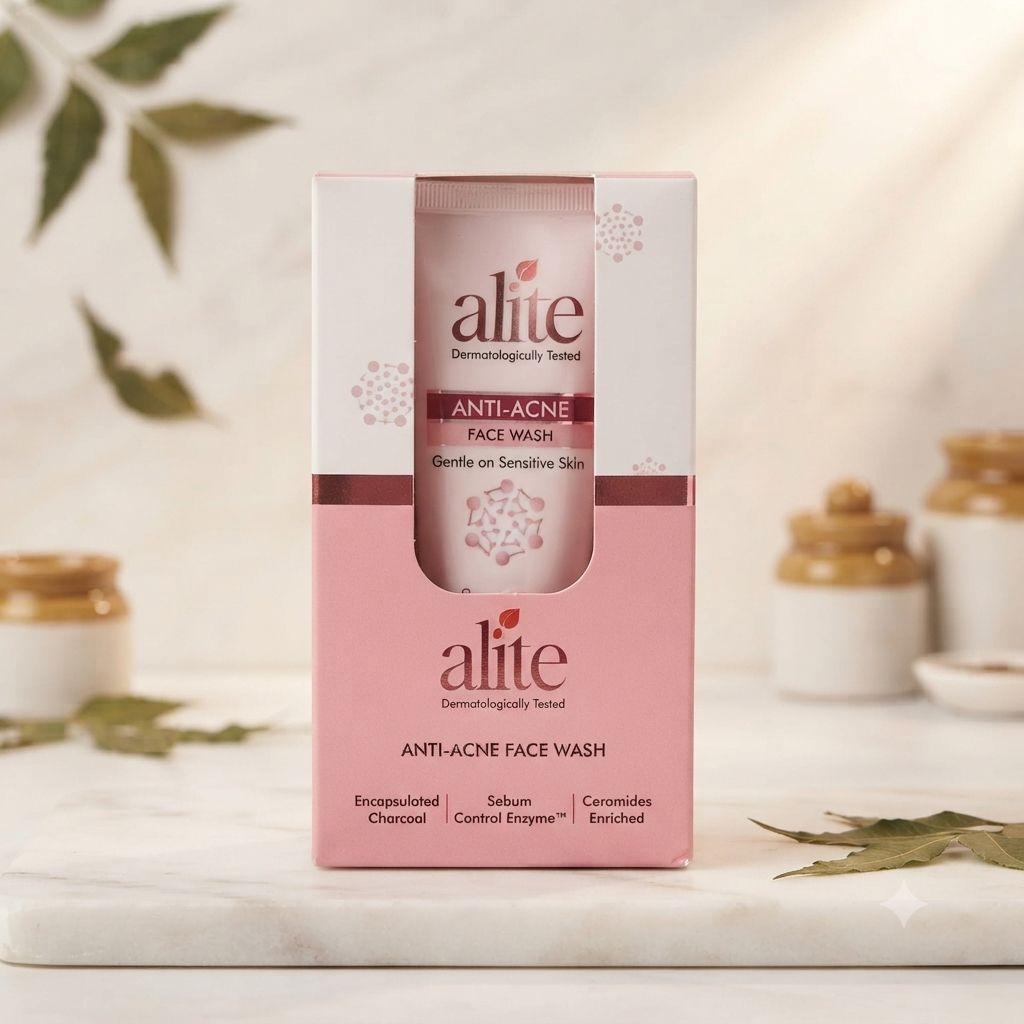 alite
Dermatologically Tested
ANTI-ACNE
FACE WASH
Gentle on Sensitive Skin
alite
Dermatologically Tested
ANTI-ACNE FACE WASH
Encapsulated Charcoal
Sebum Control Enzyme™
Ceramides Enriched